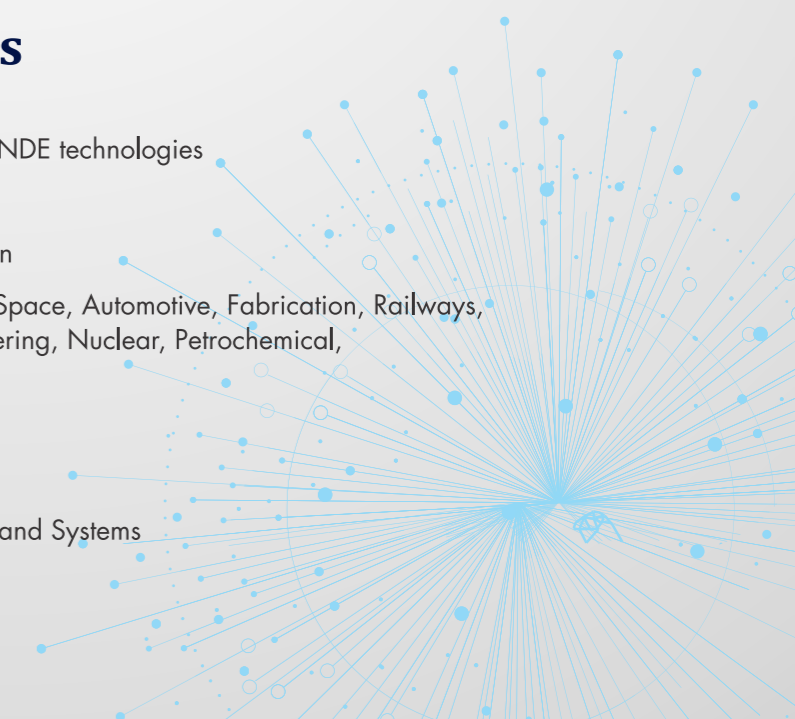 s
NDE technologies
n
Space, Automotive, Fabrication, Railways,
ering, Nuclear, Petrochemical,
and Systems